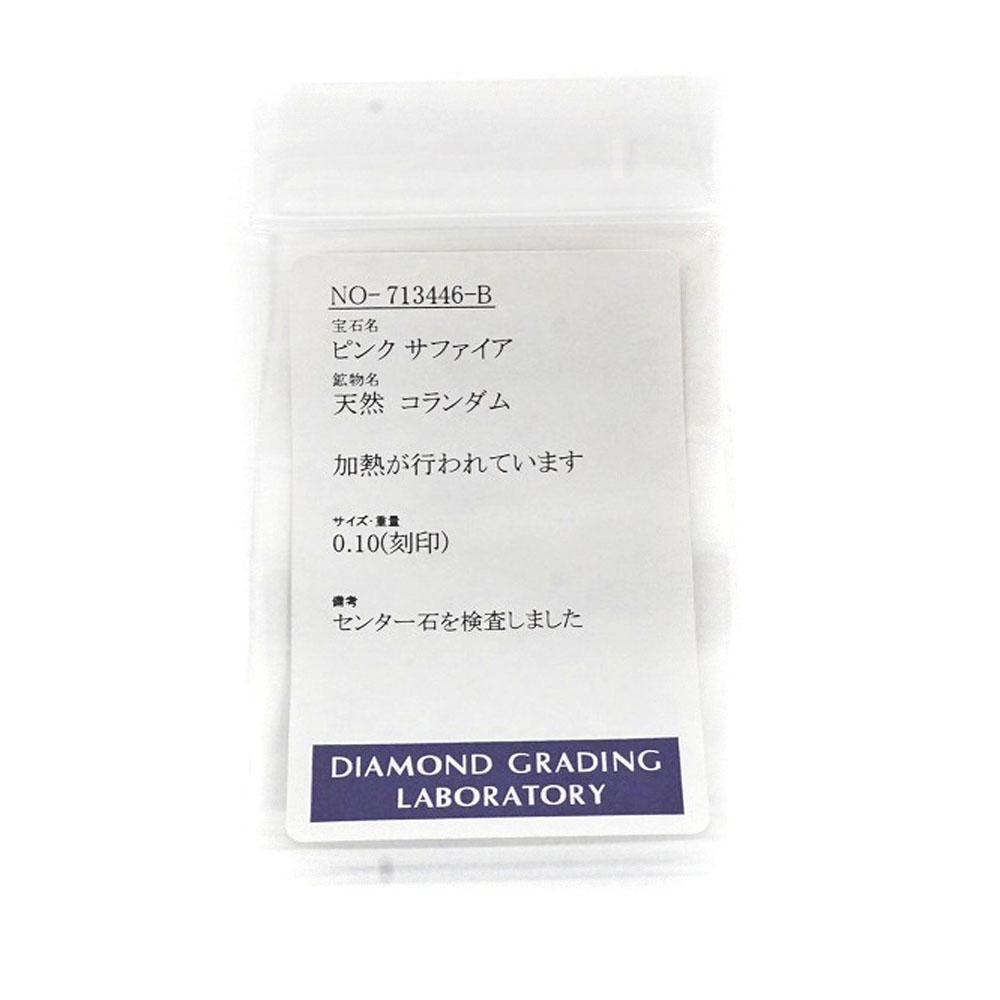 NO-713446-B
宝石名
ピンク サファイア
鉱物名
天然 コランダム
加熱が行われています
サイズ・重量
0.10(刻印)
備考
センター石を検査しました
DIAMOND GRADING
LABORATORY